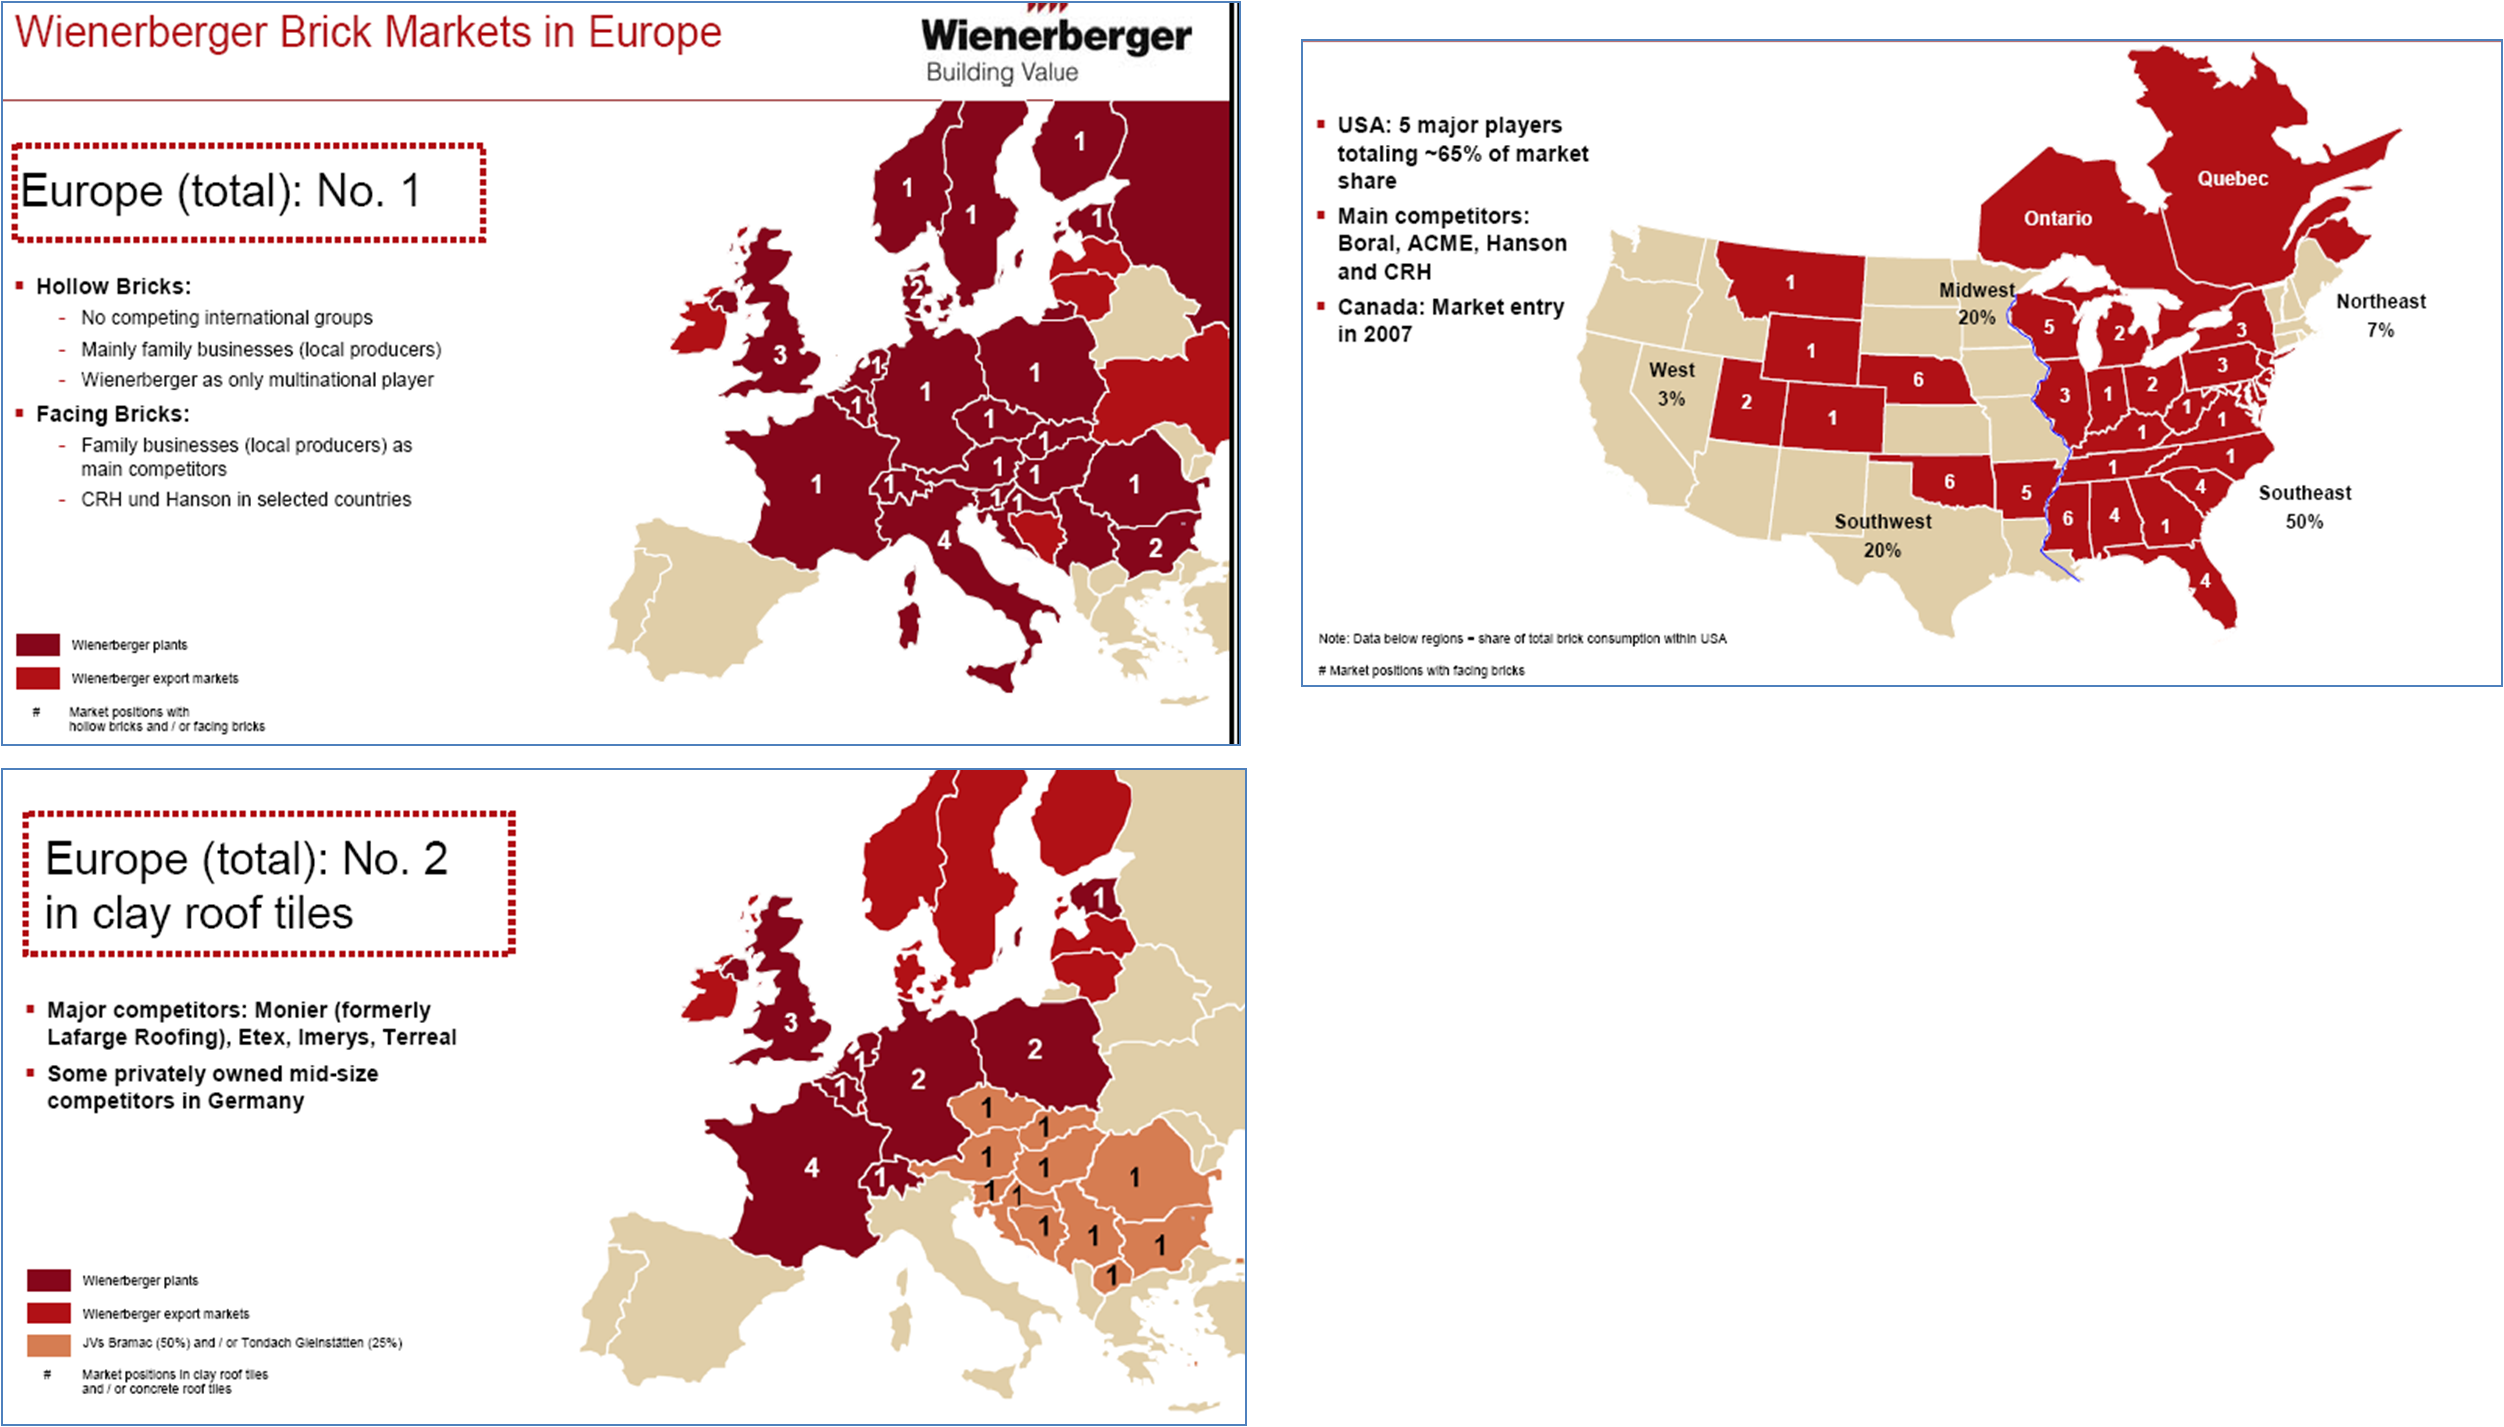 Wienerberger Brick Markets in Europe
Wienerberger
Building Value
Europe (total): No. 1
Hollow Bricks:
- No competing international groups
- Mainly family businesses (local producers)
- Wienerberger as only multinational player
Facing Bricks:
- Family businesses (local producers) as
main competitors
- CRH und Hanson in selected countries
Wienerberger plants
Wienerberger export markets
# Market positions with
hollow bricks and / or facing bricks
1
1
1
1
2
3
1
1
1
1
1
1
1
1
1
1
1
1
1
4
2
USA: 5 major players
totaling ~65% of market
share
Main competitors:
Boral, ACME, Hanson
and CRH
Canada: Market entry
in 2007
Quebec
Ontario
Midwest
20%
Northeast
7%
West
3%
Southeast
50%
Southwest
20%
1
5
2
3
1
3
6
3
1
2
3
2
1
1
1
1
1
1
6
5
4
6
4
1
4
Note: Data below regions = share of total brick consumption within USA
# Market positions with facing bricks
Europe (total): No. 2
in clay roof tiles
Major competitors: Monier (formerly
Lafarge Roofing), Etex, Imerys, Terreal
Some privately owned mid-size
competitors in Germany
Wienerberger plants
Wienerberger export markets
JVs Bramac (50%) and / or Tondach Gleinstätten (25%)
# Market positions in clay roof tiles
and / or concrete roof tiles
1
3
1
2
2
1
1
1
4
1
1
1
1
1
1
1
1
1
1